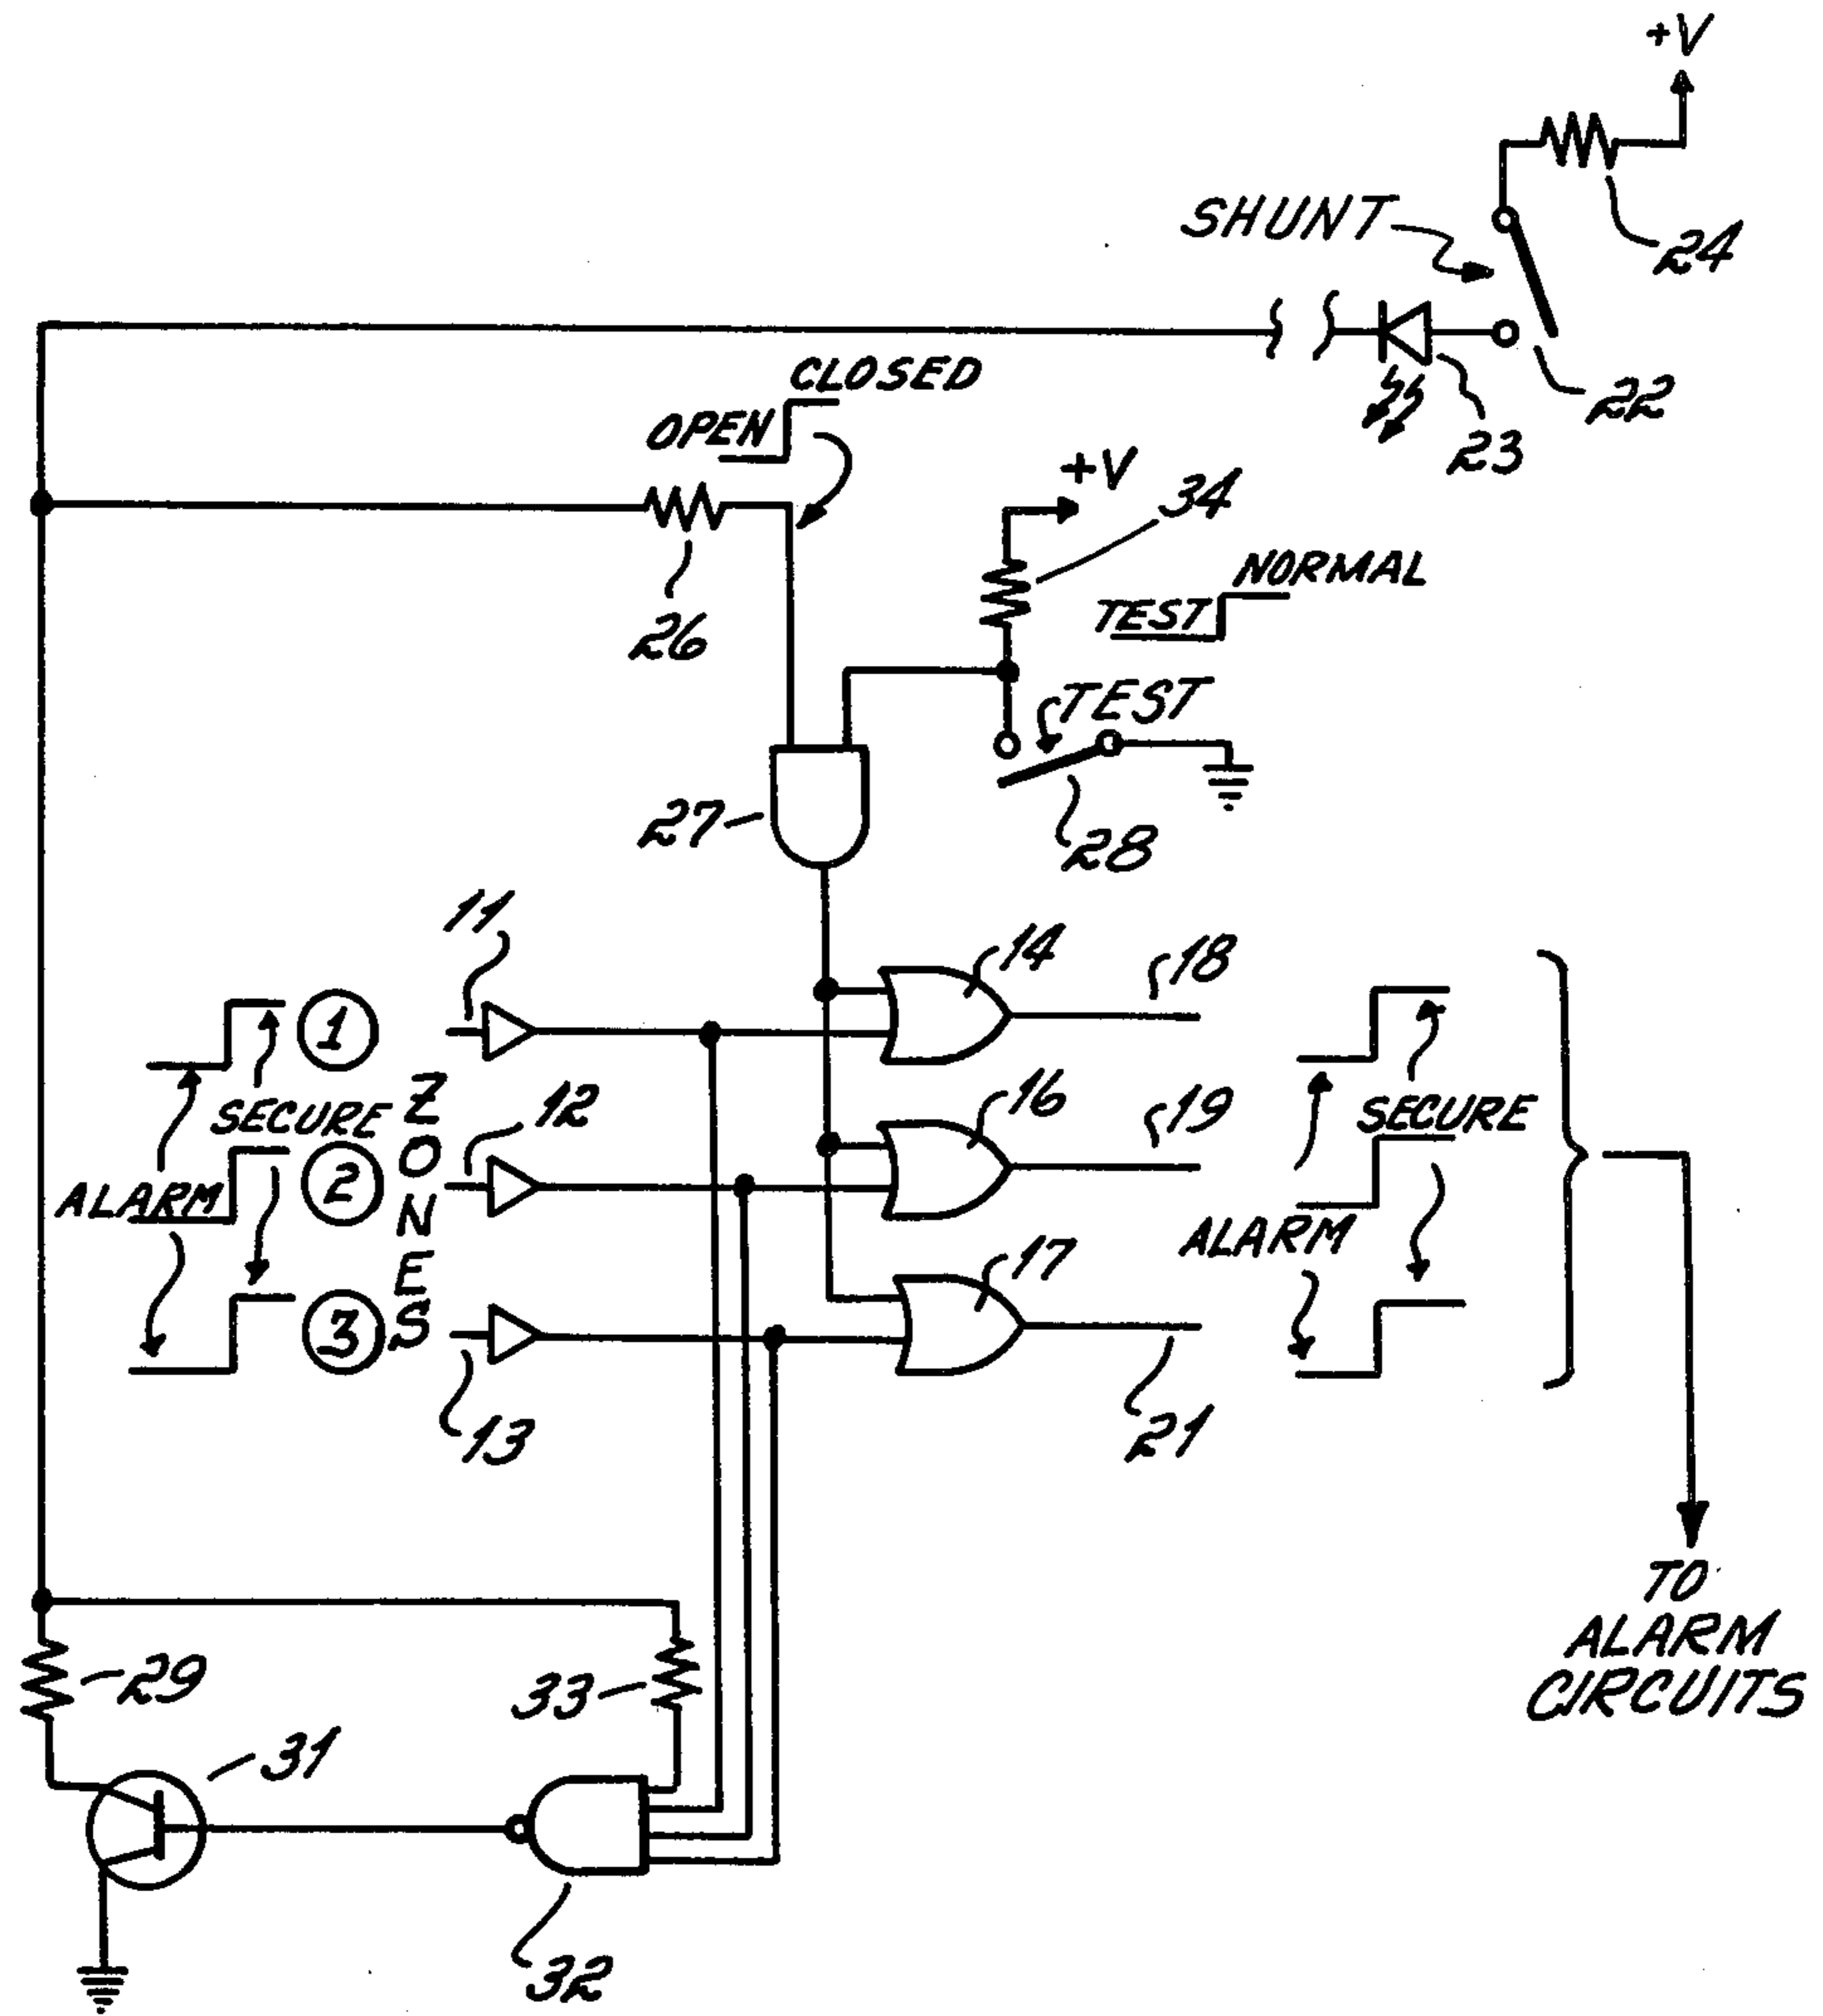 +V
SHUNT
24
CLOSED
OPEN
22
23
+V
34
NORMAL
TEST
26
TEST
27
28
11
14
18
1
SECURE
12
16
19
SECURE
ZONES
2
ALARM
ALARM
17
3
13
21
TO
ALARM
CIRCUITS
29
33
31
32